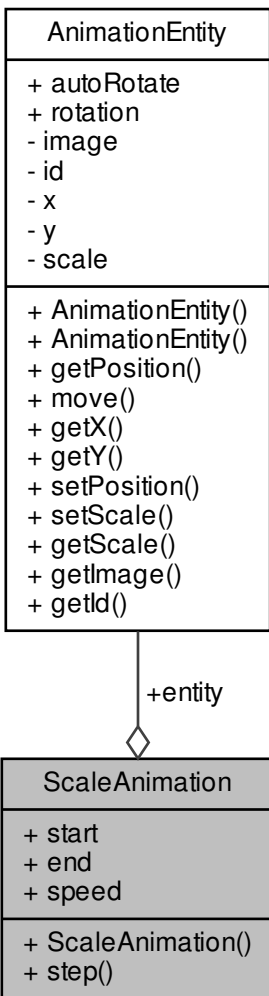 AnimationEntity
+ autoRotate
+ rotation
- image
- id
- x
- y
- scale
+ AnimationEntity()
+ AnimationEntity()
+ getPosition()
+ move()
+ getX()
+ getY()
+ setPosition()
+ setScale()
+ getScale()
+ getImage()
+ getId()
+entity
ScaleAnimation
+ start
+ end
+ speed
+ ScaleAnimation()
+ step()